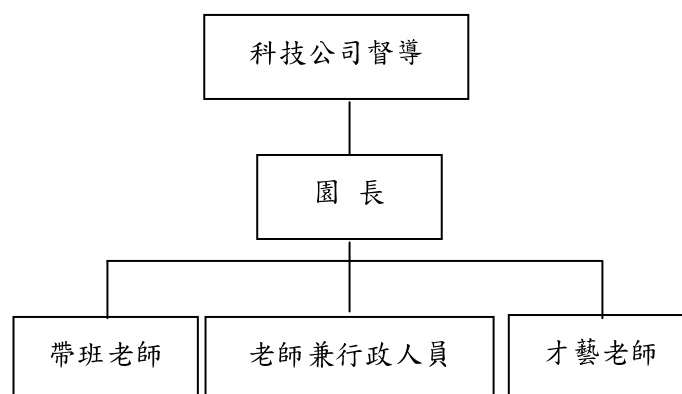 科技公司督導
園 長
帶班老師
老師兼行政人員
才藝老師